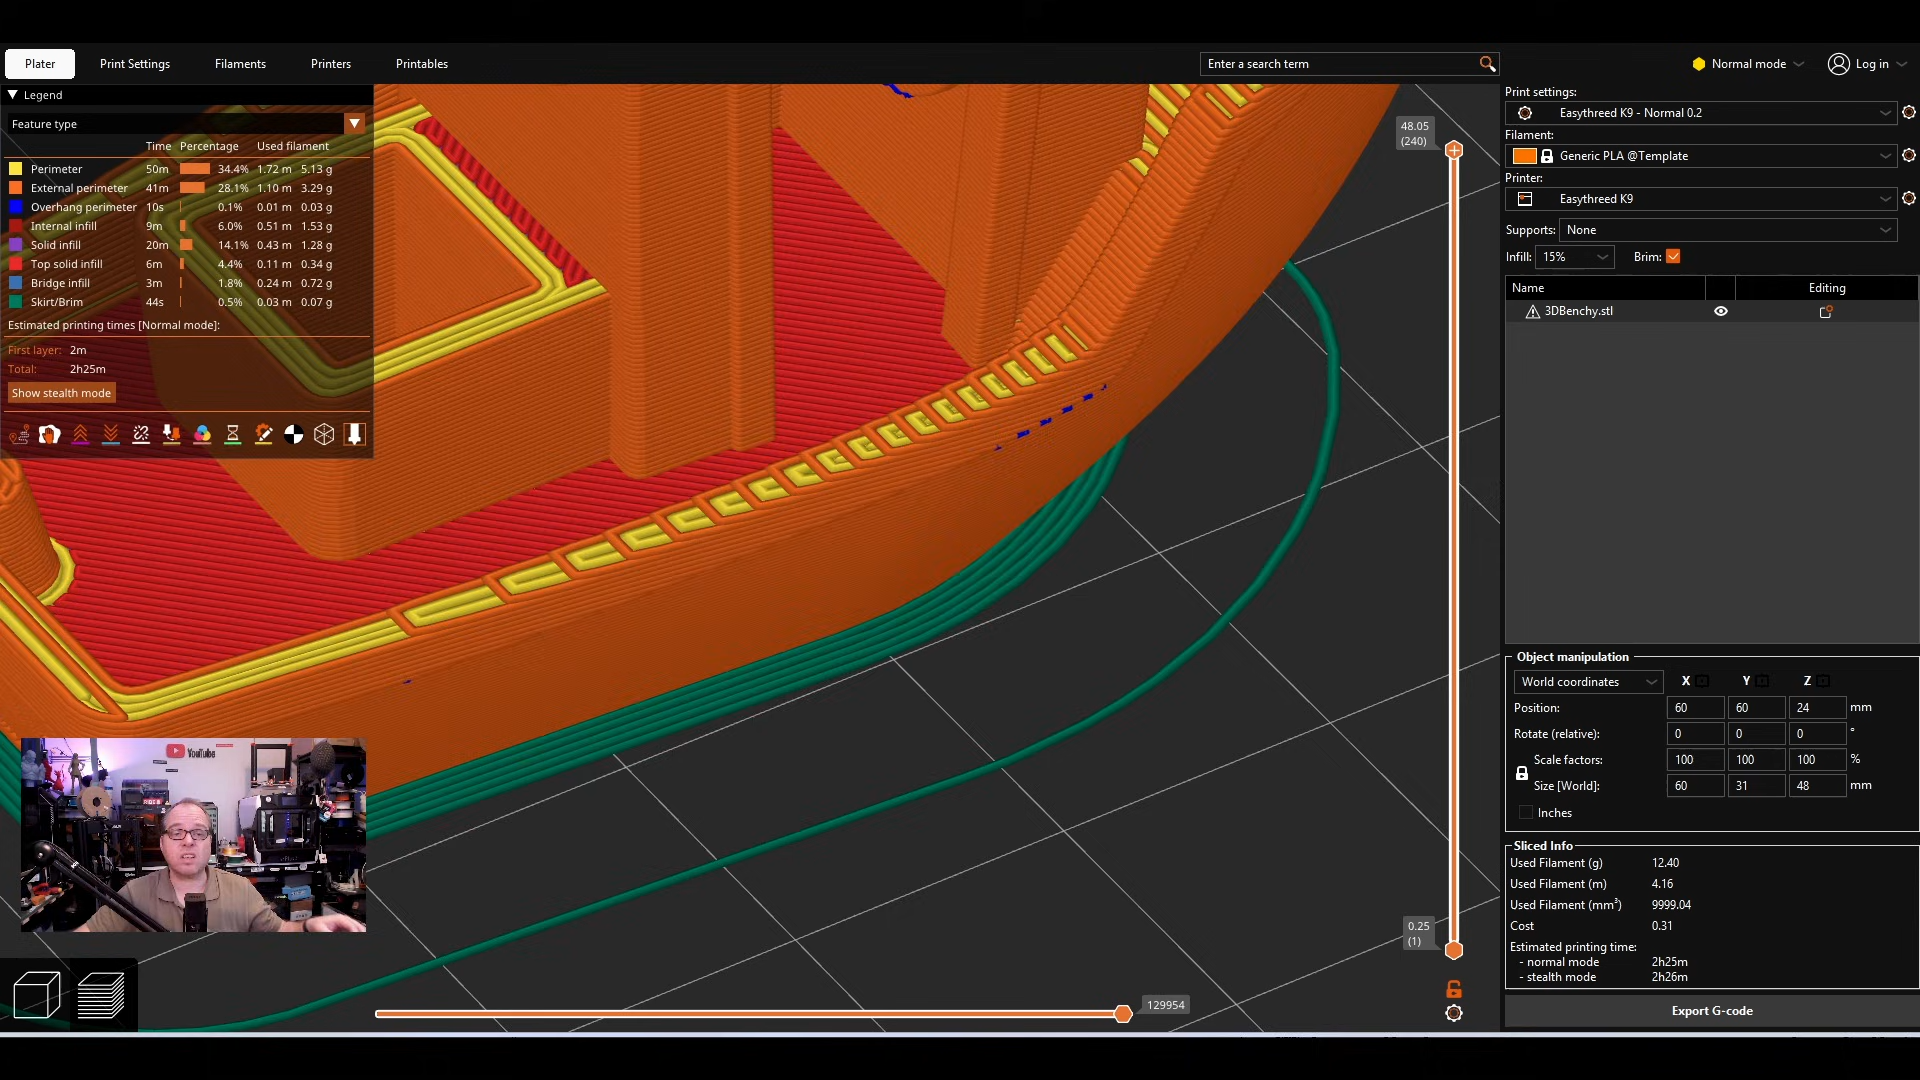 Plater
Print Settings
Filaments
Printers
Printables
Enter a search term
Normal mode
Log in
Legend
Feature type
Time Percentage Used filament
Perimeter 50m 34.4% 1.72 m 5.13 g
External perimeter 41m 28.1% 1.10 m 3.29 g
Overhang perimeter 10s 0.1% 0.01 m 0.03 g
Internal infill 9m 6.0% 0.51 m 1.53 g
Solid infill 20m 14.1% 0.43 m 1.28 g
Top solid infill 6m 4.4% 0.11 m 0.34 g
Bridge infill 3m 1.8% 0.24 m 0.72 g
Skirt/Brim 44s 0.5% 0.03 m 0.07 g
Estimated printing times [Normal mode]:
First layer: 2m
Total: 2h25m
Show stealth mode
48.05
(240)
0.25
(1)
129954
YouTube
Print settings:
Easythreed K9 - Normal 0.2
Filament:
Generic PLA @Template
Printer:
Easythreed K9
Supports: None
Infill: 15% Brim:
Name Editing
3DBenchy.stl
Object manipulation
World coordinates X Y Z
Position: 60 60 24 mm
Rotate (relative): 0 0 0 °
Scale factors: 100 100 100 %
Size [World]: 60 31 48 mm
Inches
Sliced Info
Used Filament (g) 12.40
Used Filament (m) 4.16
Used Filament (mm³) 9999.04
Cost 0.31
Estimated printing time:
- normal mode 2h25m
- stealth mode 2h26m
Export G-code